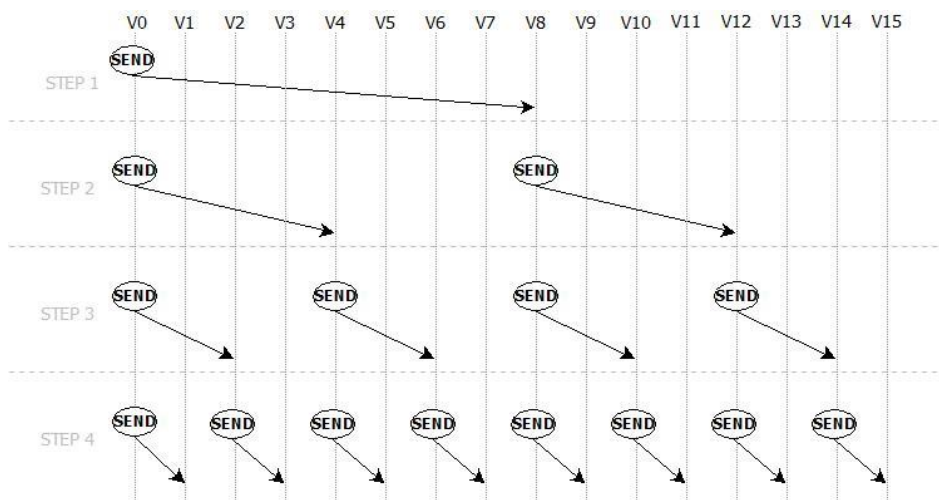 V0 V1 V2 V3 V4 V5 V6 V7 V8 V9 V10 V11 V12 V13 V14 V15
SEND
STEP 1
SEND SEND
STEP 2
SEND SEND SEND SEND
STEP 3
SEND SEND SEND SEND SEND SEND SEND SEND
STEP 4